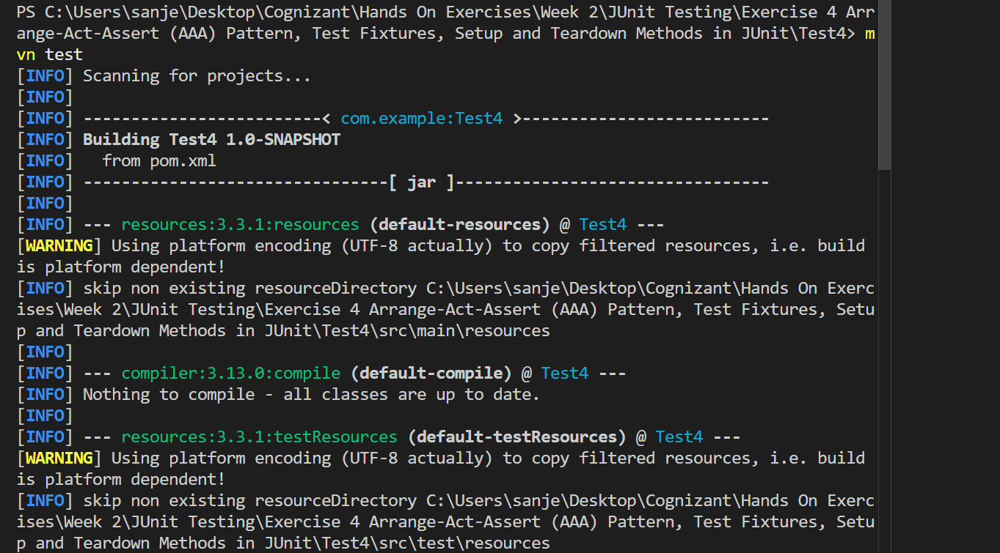 PS C:\Users\sanje\Desktop\Cognizant\Hands On Exercises\Week 2\JUnit Testing\Exercise 4 Arr
ange-Act-Assert (AAA) Pattern, Test Fixtures, Setup and Teardown Methods in JUnit\Test4> m
vn test
[INFO] Scanning for projects...
[INFO]
[INFO] -------------------------< com.example:Test4 >--------------------------
[INFO] Building Test4 1.0-SNAPSHOT
[INFO]   from pom.xml
[INFO] --------------------------------[ jar ]---------------------------------
[INFO]
[INFO] --- resources:3.3.1:resources (default-resources) @ Test4 ---
[WARNING] Using platform encoding (UTF-8 actually) to copy filtered resources, i.e. build
is platform dependent!
[INFO] skip non existing resourceDirectory C:\Users\sanje\Desktop\Cognizant\Hands On Exerc
ises\Week 2\JUnit Testing\Exercise 4 Arrange-Act-Assert (AAA) Pattern, Test Fixtures, Setu
p and Teardown Methods in JUnit\Test4\src\main\resources
[INFO]
[INFO] --- compiler:3.13.0:compile (default-compile) @ Test4 ---
[INFO] Nothing to compile - all classes are up to date.
[INFO]
[INFO] --- resources:3.3.1:testResources (default-testResources) @ Test4 ---
[WARNING] Using platform encoding (UTF-8 actually) to copy filtered resources, i.e. build
is platform dependent!
[INFO] skip non existing resourceDirectory C:\Users\sanje\Desktop\Cognizant\Hands On Exerc
ises\Week 2\JUnit Testing\Exercise 4 Arrange-Act-Assert (AAA) Pattern, Test Fixtures, Setu
p and Teardown Methods in JUnit\Test4\src\test\resources